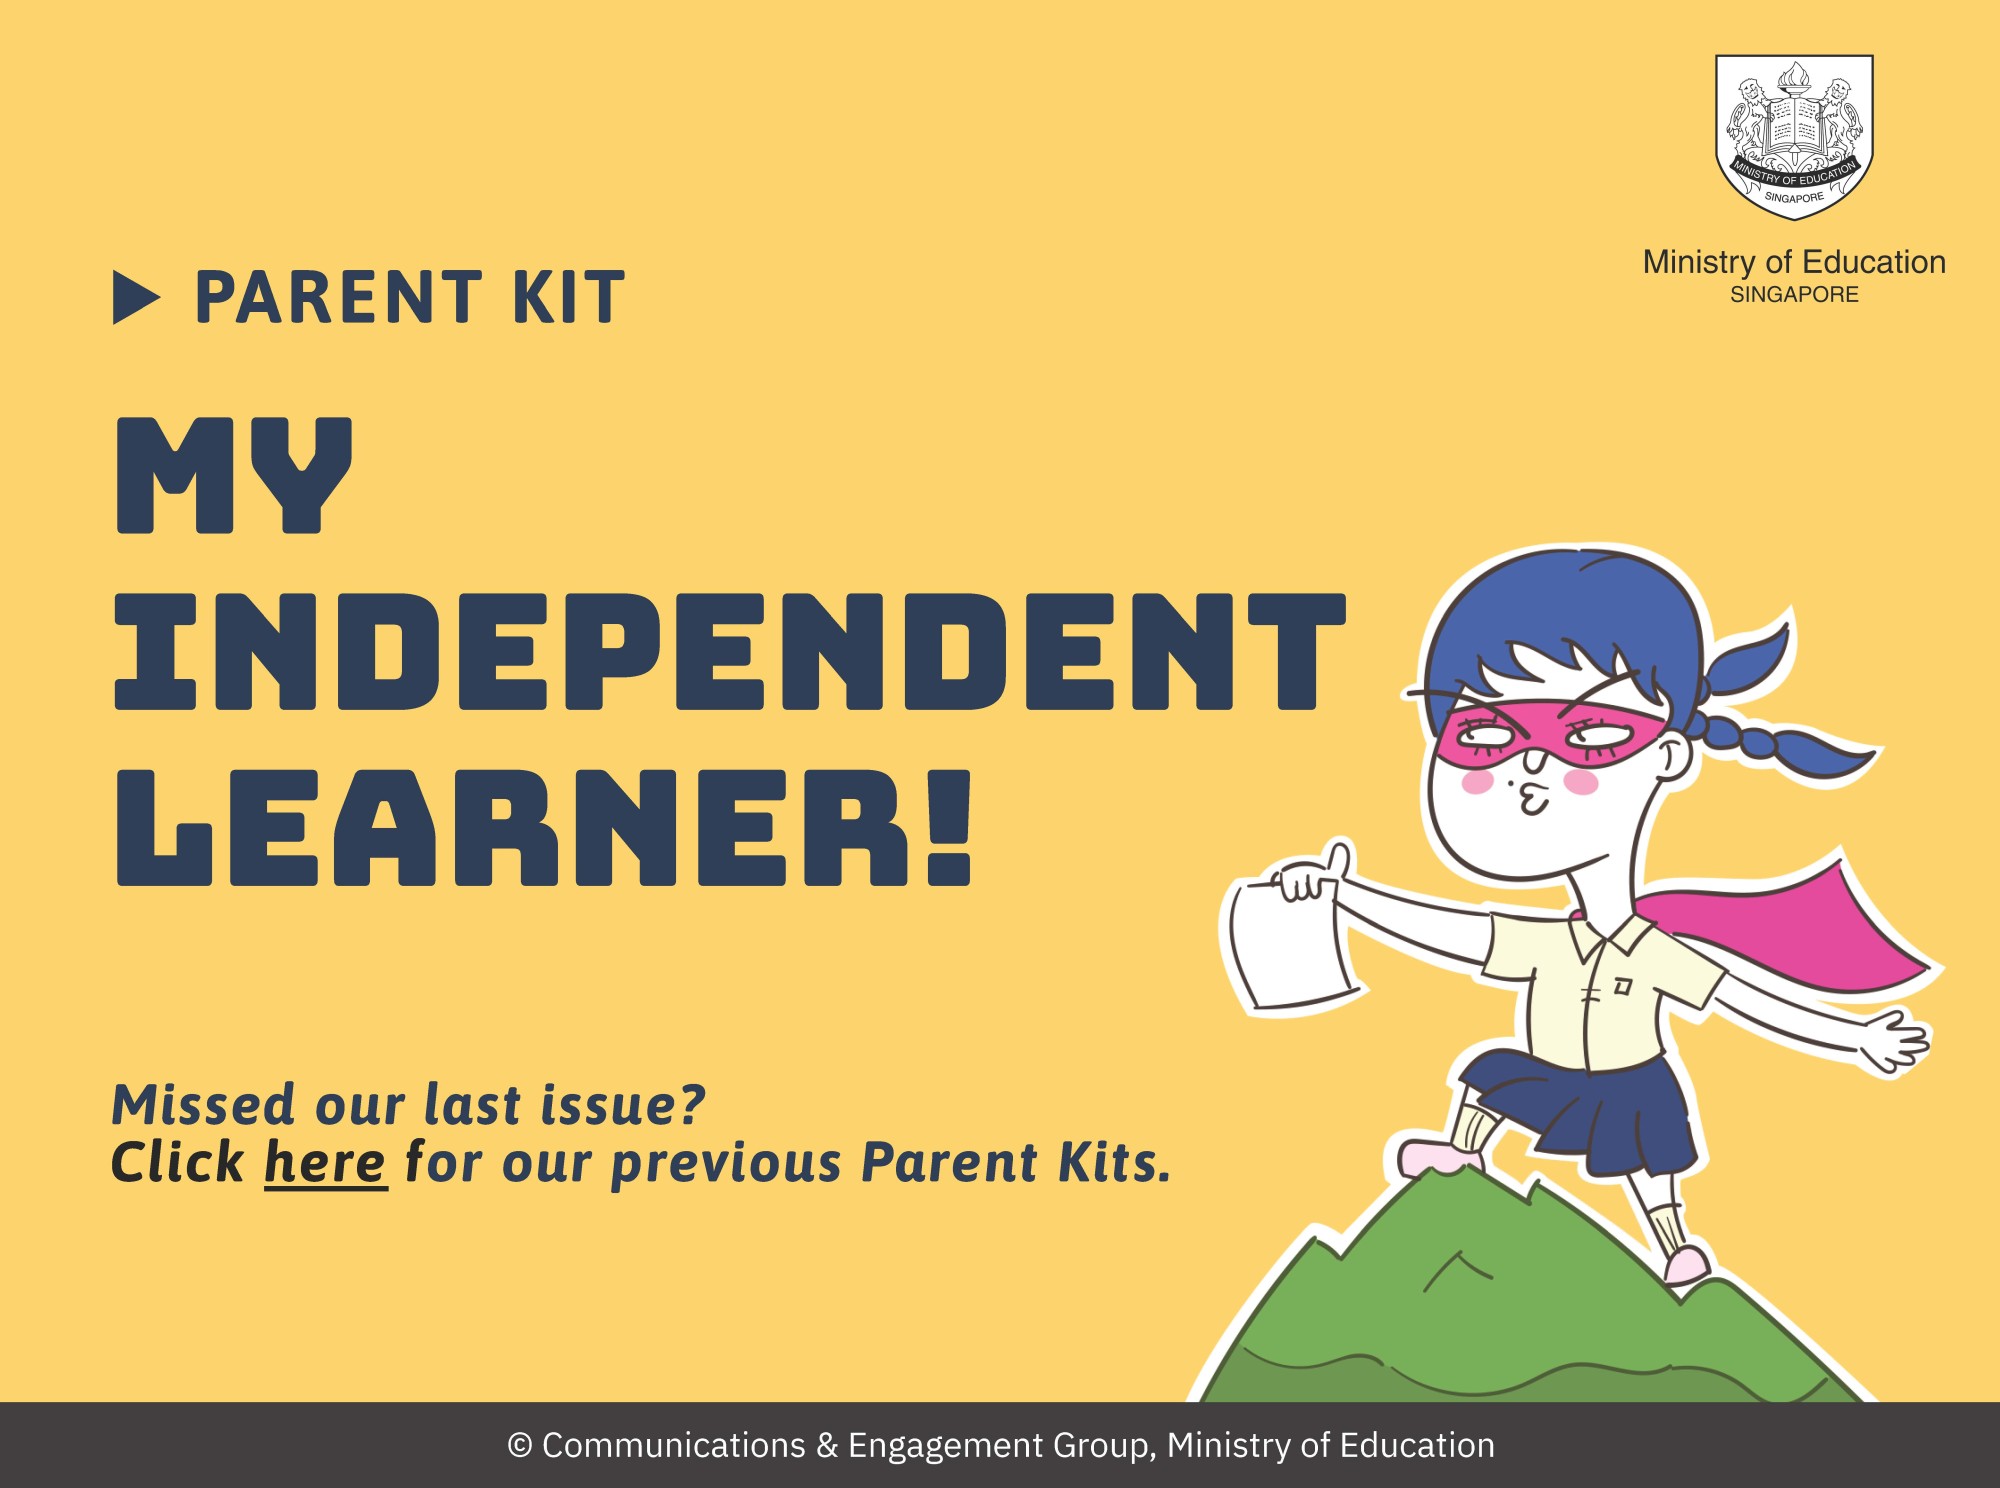 MINISTRY OF EDUCATION
SINGAPORE
Ministry of Education
SINGAPORE
PARENT KIT
MY
INDEPENDENT
LEARNER!
Missed our last issue?
Click here for our previous Parent Kits.
© Communications & Engagement Group, Ministry of Education